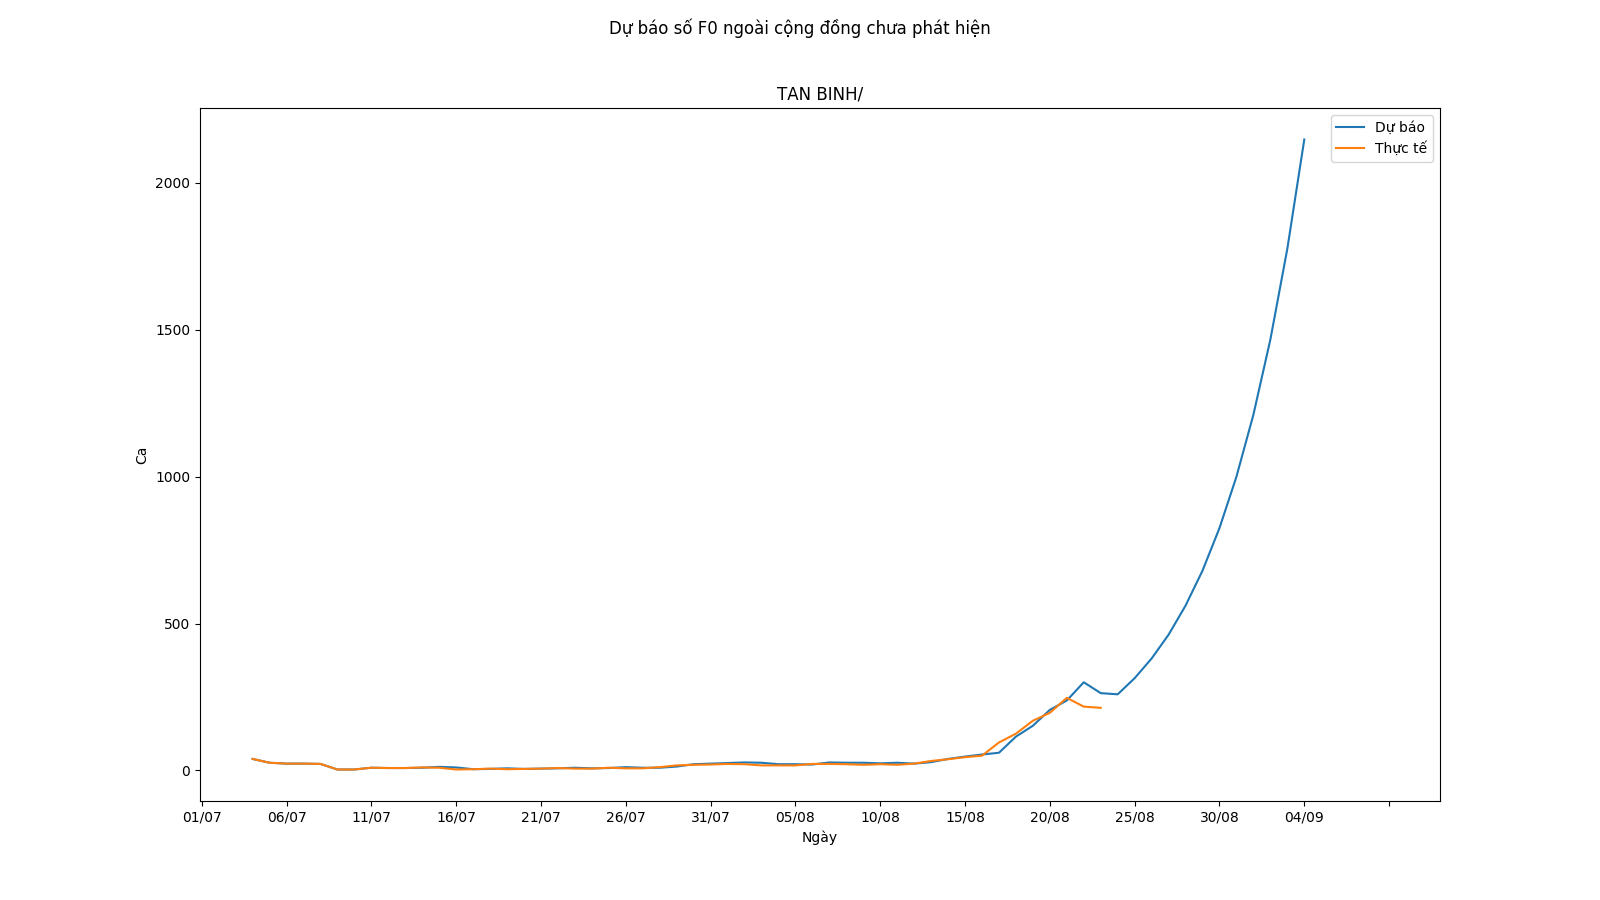 Dự báo số F0 ngoài cộng đồng chưa phát hiện
TAN BINH/
Dự báo
Thực tế
2000
1500
1000
500
0
Ca
01/07 06/07 11/07 16/07 21/07 26/07 31/07 05/08 10/08 15/08 20/08 25/08 30/08 04/09
Ngày